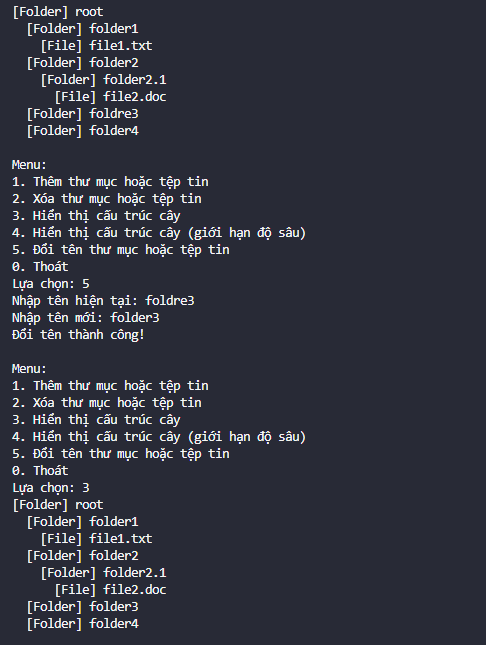 [Folder] root
  [Folder] folder1
    [File] file1.txt
  [Folder] folder2
    [Folder] folder2.1
      [File] file2.doc
  [Folder] foldre3
  [Folder] folder4

Menu:
1. Thêm thư mục hoặc tệp tin
2. Xóa thư mục hoặc tệp tin
3. Hiển thị cấu trúc cây
4. Hiển thị cấu trúc cây (giới hạn độ sâu)
5. Đổi tên thư mục hoặc tệp tin
0. Thoát
Lựa chọn: 5
Nhập tên hiện tại: foldre3
Nhập tên mới: folder3
Đổi tên thành công!

Menu:
1. Thêm thư mục hoặc tệp tin
2. Xóa thư mục hoặc tệp tin
3. Hiển thị cấu trúc cây
4. Hiển thị cấu trúc cây (giới hạn độ sâu)
5. Đổi tên thư mục hoặc tệp tin
0. Thoát
Lựa chọn: 3
[Folder] root
  [Folder] folder1
    [File] file1.txt
  [Folder] folder2
    [Folder] folder2.1
      [File] file2.doc
  [Folder] folder3
  [Folder] folder4